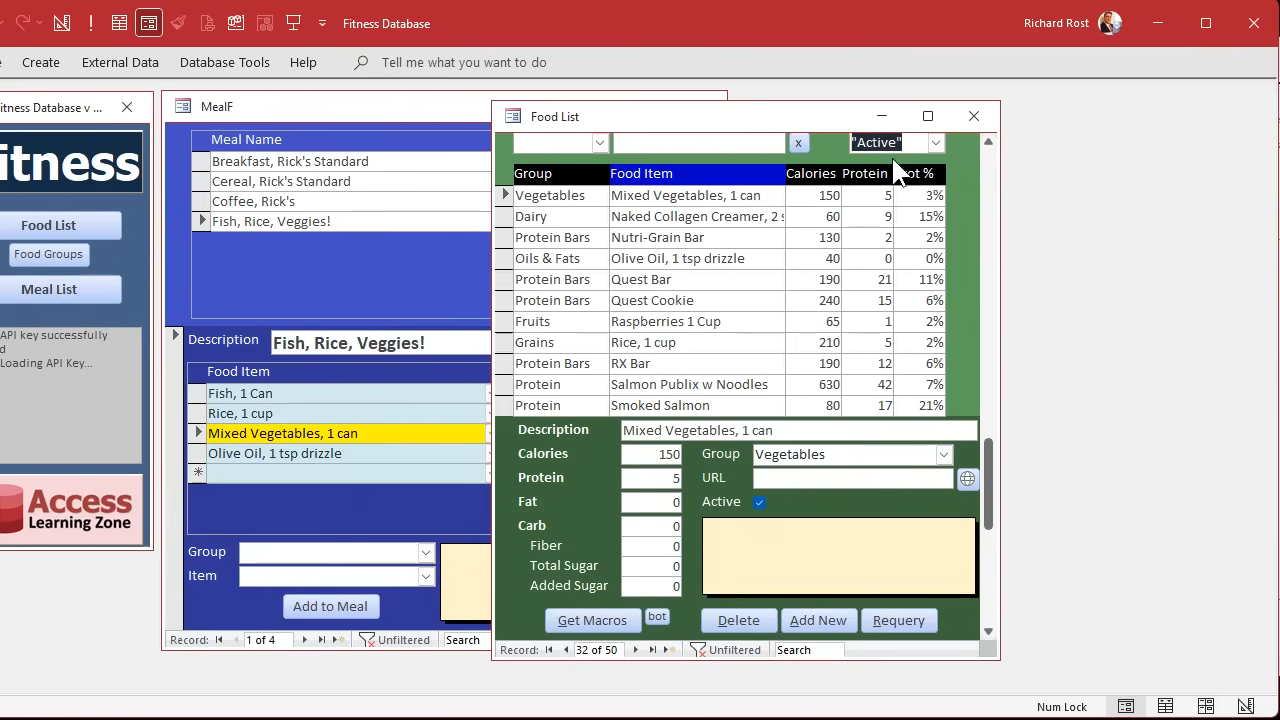 Fitness Database
Richard Rost
Create External Data Database Tools Help Tell me what you want to do
itness Database v ...
itness
Food List
Food Groups
Meal List
API key successfully
d
Loading API Key...
Access
Learning Zone
MealF
Meal Name
Breakfast, Rick's Standard
Cereal, Rick's Standard
Coffee, Rick's
Fish, Rice, Veggies!
Description Fish, Rice, Veggies!
Food Item
Fish, 1 Can
Rice, 1 cup
Mixed Vegetables, 1 can
Olive Oil, 1 tsp drizzle
Group
Item
Add to Meal
Record: 1 of 4 Unfiltered Search
Food List
x "Active"
Group Food Item Calories Protein ot %
Vegetables Mixed Vegetables, 1 can 150 5 3%
Dairy Naked Collagen Creamer, 2 s 60 9 15%
Protein Bars Nutri-Grain Bar 130 2 2%
Oils & Fats Olive Oil, 1 tsp drizzle 40 0 0%
Protein Bars Quest Bar 190 21 11%
Protein Bars Quest Cookie 240 15 6%
Fruits Raspberries 1 Cup 65 1 2%
Grains Rice, 1 cup 210 5 2%
Protein Bars RX Bar 190 12 6%
Protein Salmon Publix w Noodles 630 42 7%
Protein Smoked Salmon 80 17 21%
Description Mixed Vegetables, 1 can
Calories 150 Group Vegetables
Protein 5 URL
Fat 0 Active
Carb 0
Fiber 0
Total Sugar 0
Added Sugar 0
Get Macros bot Delete Add New Requery
Record: 32 of 50 Unfiltered Search
Num Lock